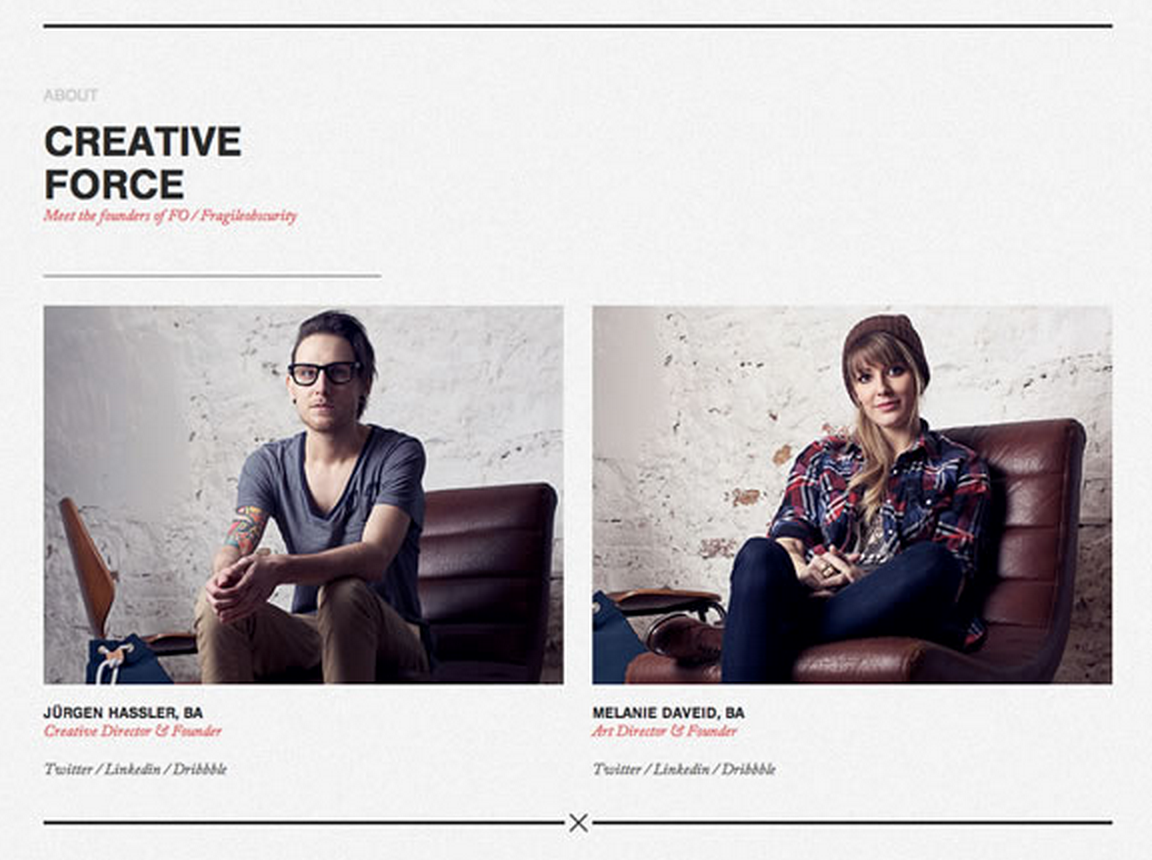 ABOUT
CREATIVE
FORCE
Meet the founders of FO / Fragileobscurity
JÜRGEN HASSLER, BA
Creative Director & Founder
Twitter / Linkedin / Dribbble
MELANIE DAVEID, BA
Art Director & Founder
Twitter / Linkedin / Dribbble